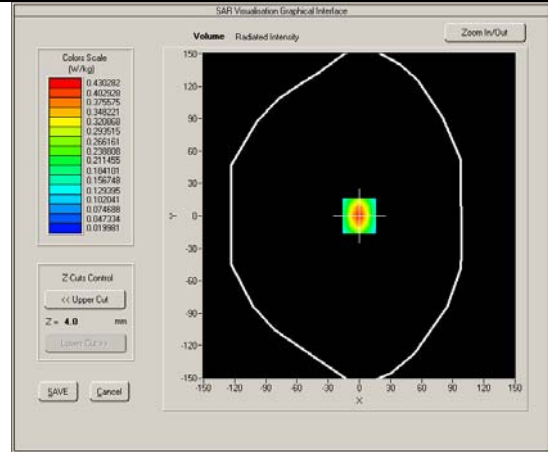 SAR Visualisation Graphical Interface
Volume Radiated Intensity
Zoom In/Out
Colors Scale
(W/kg)
0.430282
0.402928
0.375575
0.348221
0.320868
0.293515
0.266161
0.238808
0.211455
0.184101
0.156748
0.129395
0.102041
0.074688
0.047334
0.019981
Z-Cuts Control
<< Upper Cut
Z = 4.0 mm
Lower Cut >>
SAVE Cancel
150-
120-
90-
60-
30-
0-
-30-
-60-
-90-
-120-
-150-
Y
-150 -120 -90 -60 -30 0 30 60 90 120 150
X